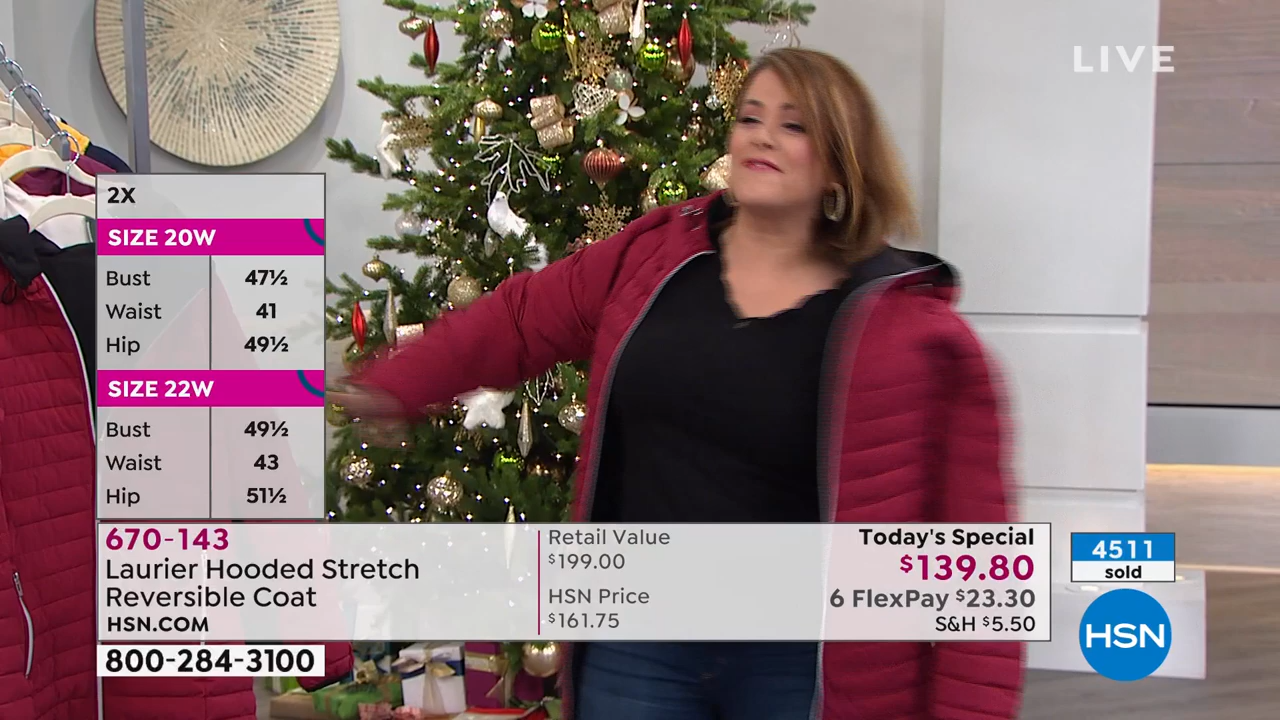 LIVE
2X
SIZE 20W
Bust 47½
Waist 41
Hip 49½
SIZE 22W
Bust 49½
Waist 43
Hip 51½
670-143
Laurier Hooded Stretch
Reversible Coat
HSN.COM
800-284-3100
Retail Value
$199.00
HSN Price
$161.75
Today's Special
$139.80
6 FlexPay $23.30
S&H $5.50
4511
sold
HSN